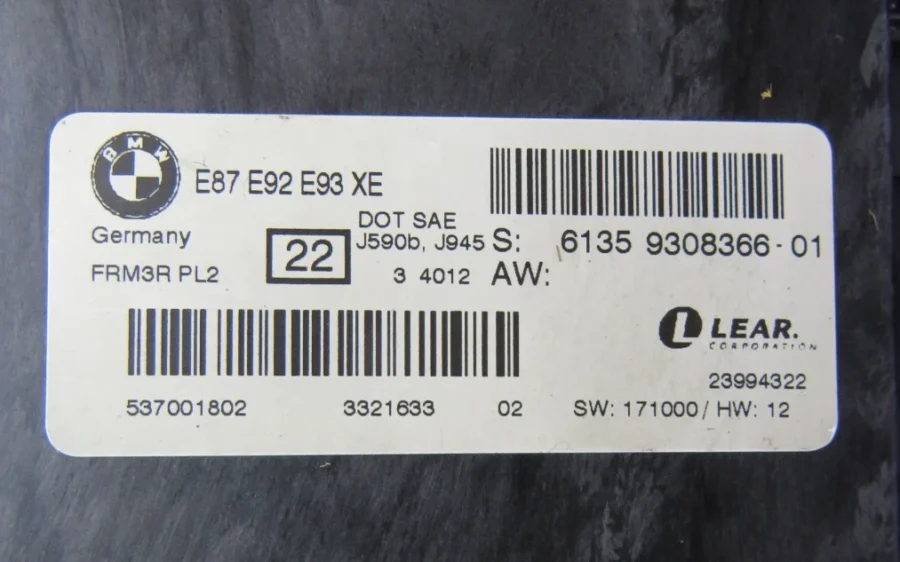 BMW
E87 E92 E93 XE
Germany
FRM3R PL2
22
DOT SAE
J590b, J945
3 4012
S: 6135 9308366-01
AW:
LEAR.
CORPORATION
23994322
537001802 3321633 02
SW: 171000/ HW: 12